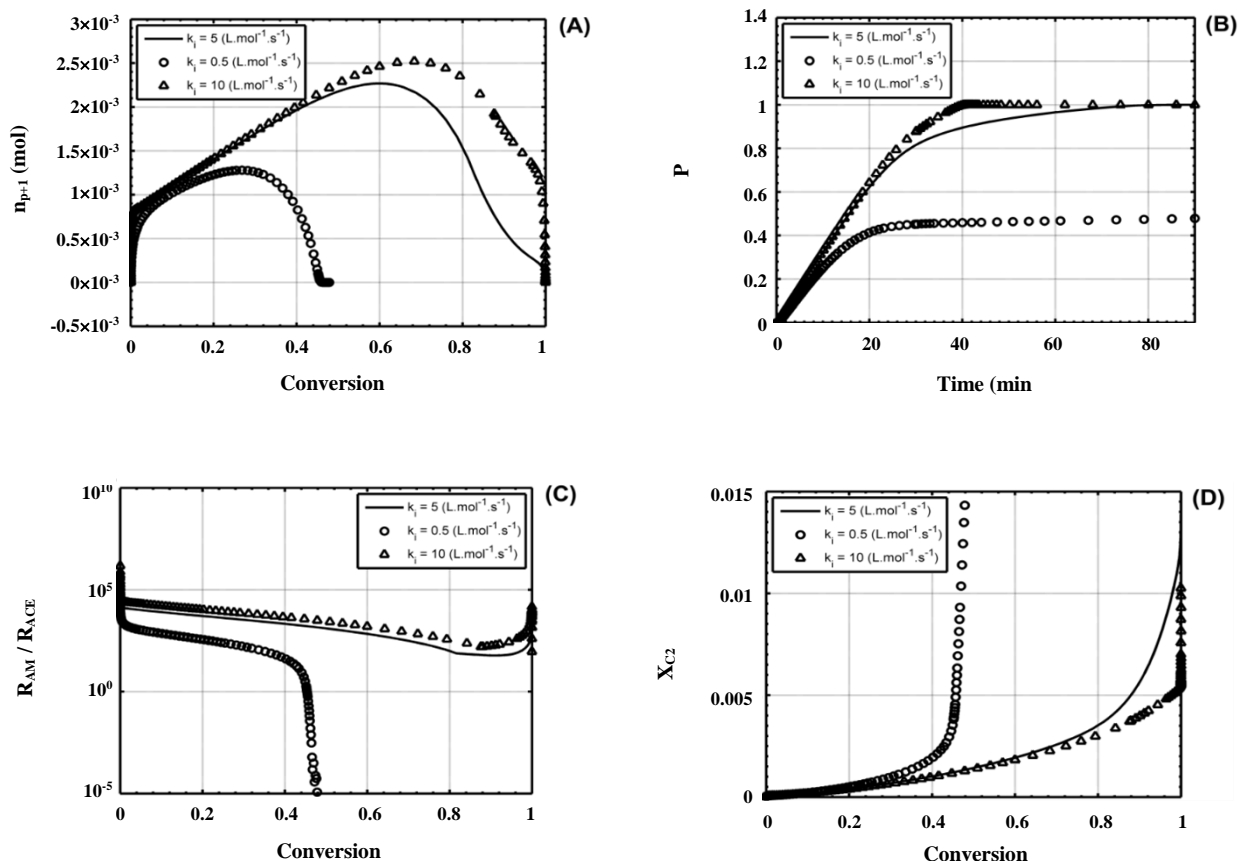 (A)
k_i = 5 (L.mol⁻¹.s⁻¹)
k_i = 0.5 (L.mol⁻¹.s⁻¹)
k_i = 10 (L.mol⁻¹.s⁻¹)
3×10⁻³
2.5×10⁻³
2.0×10⁻³
1.5×10⁻³
1×10⁻³
0.5×10⁻³
0×10⁻³
-0.5×10⁻³
n_p+1 (mol)
0 0.2 0.4 0.6 0.8 1
Conversion
(B)
k_i = 5 (L.mol⁻¹.s⁻¹)
k_i = 0.5 (L.mol⁻¹.s⁻¹)
k_i = 10 (L.mol⁻¹.s⁻¹)
1.4
1.2
1.0
0.8
0.6
0.4
0.2
0
P
0 20 40 60 80
Time (min
(C)
k_i = 5 (L.mol⁻¹.s⁻¹)
k_i = 0.5 (L.mol⁻¹.s⁻¹)
k_i = 10 (L.mol⁻¹.s⁻¹)
10¹⁰
10⁵
10⁰
10⁻⁵
R_AM / R_ACE
0 0.2 0.4 0.6 0.8 1
Conversion
(D)
k_i = 5 (L.mol⁻¹.s⁻¹)
k_i = 0.5 (L.mol⁻¹.s⁻¹)
k_i = 10 (L.mol⁻¹.s⁻¹)
0.015
0.01
0.005
0
X_C2
0 0.2 0.4 0.6 0.8 1
Conversion